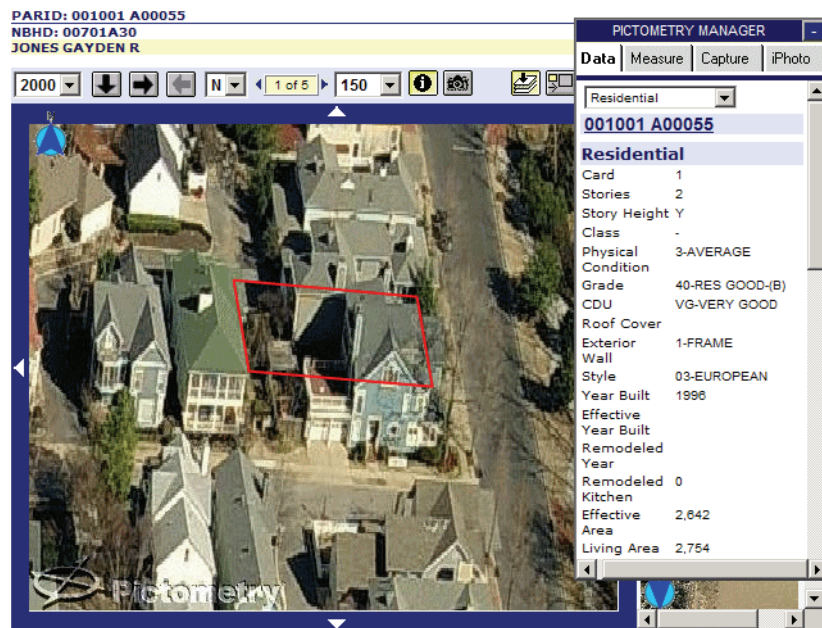 PARID: 001001 A00055
NBHD: 00701A30
JONES GAYDEN R
2000
N
1 of 5
150
PICTOMETRY MANAGER
-
Data Measure Capture iPhoto
Residential
001001 A00055
Residential
Card 1
Stories 2
Story Height Y
Class -
Physical Condition 3-AVERAGE
Grade 40-RES GOOD-(B)
CDU VG-VERY GOOD
Roof Cover
Exterior Wall 1-FRAME
Style 03-EUROPEAN
Year Built 1996
Effective Year Built
Remodeled Year
Remodeled Kitchen 0
Effective Area 2,642
Living Area 2,754
Pictometry